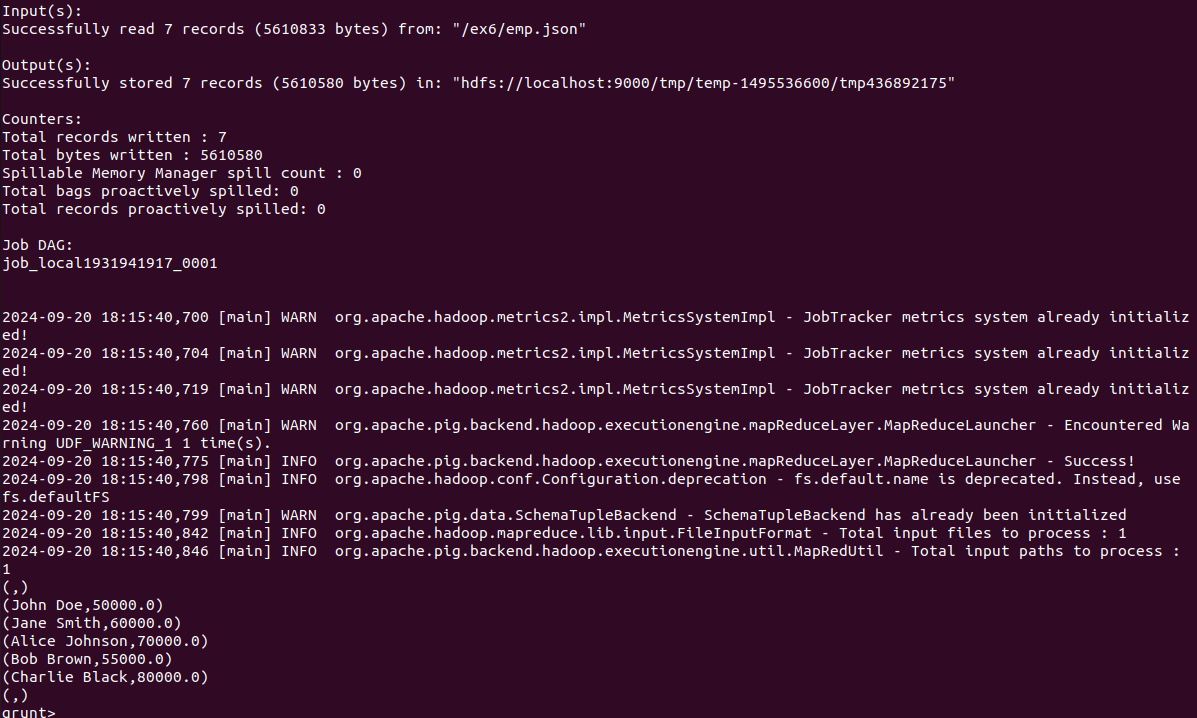 Input(s):
Successfully read 7 records (5610833 bytes) from: "/ex6/emp.json"
Output(s):
Successfully stored 7 records (5610580 bytes) in: "hdfs://localhost:9000/tmp/temp-1495536600/tmp436892175"
Counters:
Total records written : 7
Total bytes written : 5610580
Spillable Memory Manager spill count : 0
Total bags proactively spilled: 0
Total records proactively spilled: 0
Job DAG:
job_local1931941917_0001
2024-09-20 18:15:40,700 [main] WARN  org.apache.hadoop.metrics2.impl.MetricsSystemImpl - JobTracker metrics system already initializ
ed!
2024-09-20 18:15:40,704 [main] WARN  org.apache.hadoop.metrics2.impl.MetricsSystemImpl - JobTracker metrics system already initializ
ed!
2024-09-20 18:15:40,719 [main] WARN  org.apache.hadoop.metrics2.impl.MetricsSystemImpl - JobTracker metrics system already initializ
ed!
2024-09-20 18:15:40,760 [main] WARN  org.apache.pig.backend.hadoop.executionengine.mapReduceLayer.MapReduceLauncher - Encountered Wa
rning UDF_WARNING_1 1 time(s).
2024-09-20 18:15:40,775 [main] INFO  org.apache.pig.backend.hadoop.executionengine.mapReduceLayer.MapReduceLauncher - Success!
2024-09-20 18:15:40,798 [main] INFO  org.apache.hadoop.conf.Configuration.deprecation - fs.default.name is deprecated. Instead, use
fs.defaultFS
2024-09-20 18:15:40,799 [main] WARN  org.apache.pig.data.SchemaTupleBackend - SchemaTupleBackend has already been initialized
2024-09-20 18:15:40,842 [main] INFO  org.apache.hadoop.mapreduce.lib.input.FileInputFormat - Total input files to process : 1
2024-09-20 18:15:40,846 [main] INFO  org.apache.pig.backend.hadoop.executionengine.util.MapRedUtil - Total input paths to process :
1
(,)
(John Doe,50000.0)
(Jane Smith,60000.0)
(Alice Johnson,70000.0)
(Bob Brown,55000.0)
(Charlie Black,80000.0)
(,)
grunt>